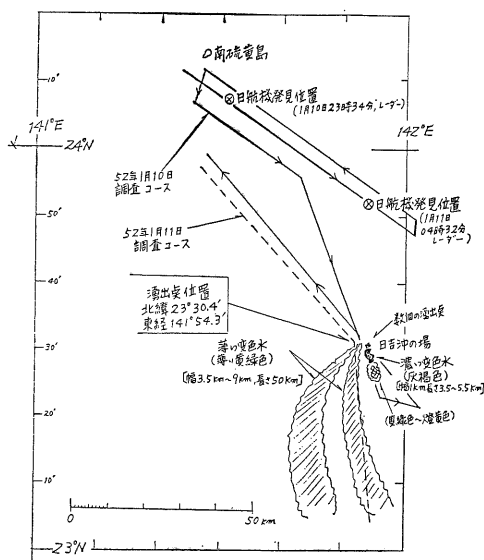 南硫黄島
10′
日航機発見位置
(1月10日23時34分,レーダー)
141°E
142°E
24°N
52年1月10日
調査コース
日航機発見位置
(1月11日
04時32分
レーダー)
50′
52年1月11日
調査コース
40′
湧出点位置
北緯23°30.4′
東経141°54.3′
数個の湧出点
30′
日吉沖の場
薄い変色水
(薄い黄緑色)
[幅3.5km~9km,長さ50km]
濃い変色水
(灰褐色)
[幅1km長さ3.5~5.5km]
20′
(黄緑色~燈黄色)
10′
0
50km
23°N